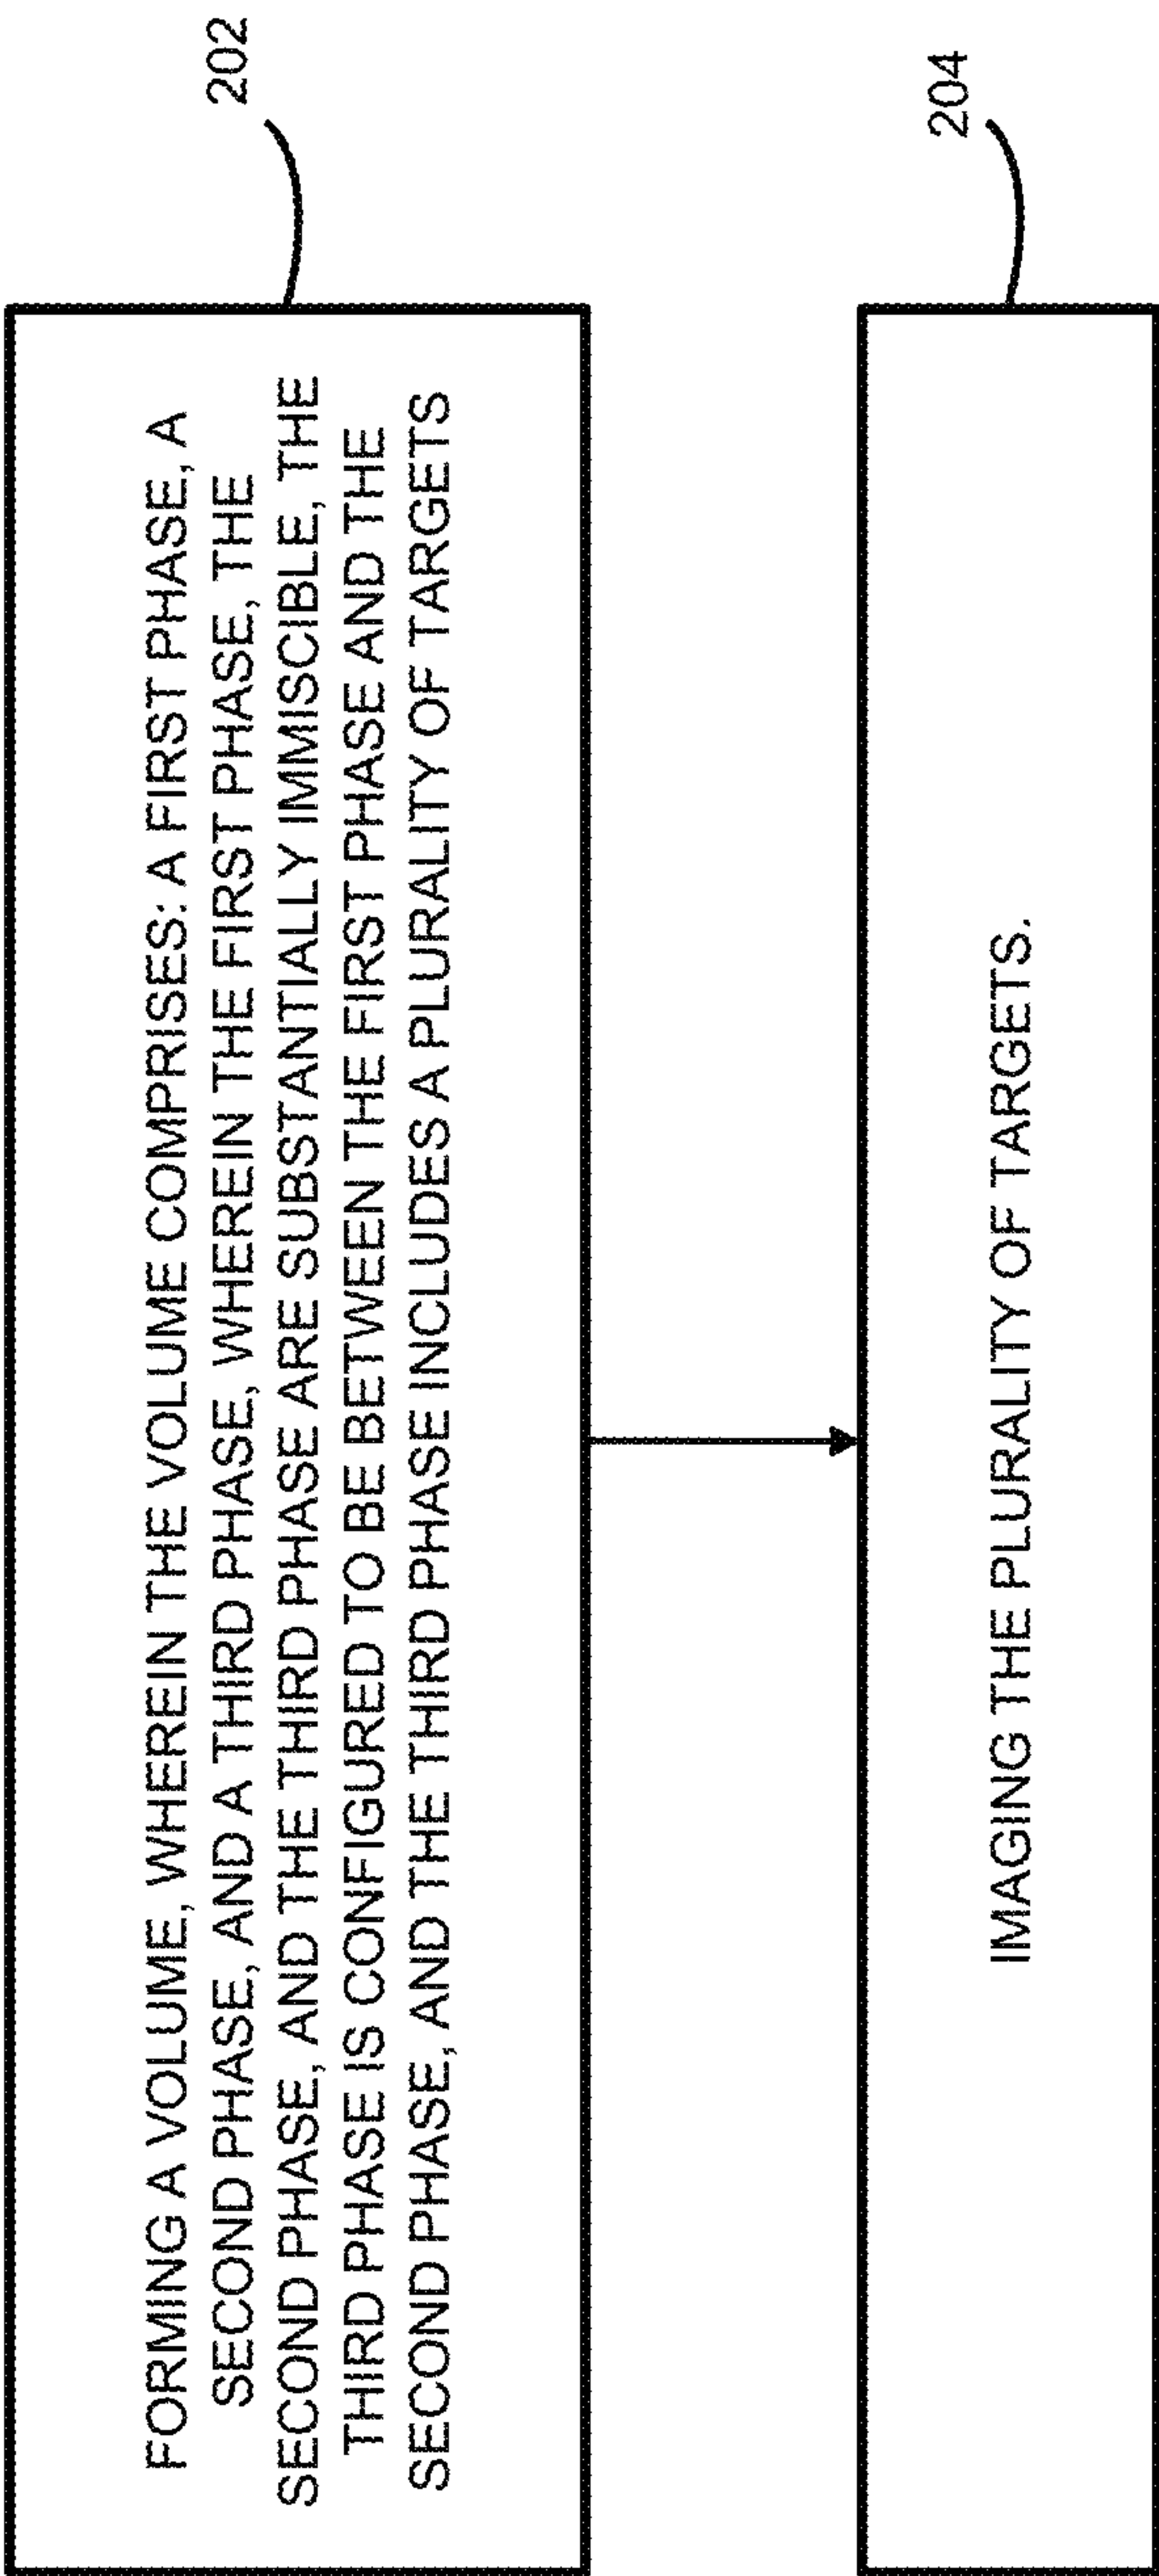 FORMING A VOLUME, WHEREIN THE VOLUME COMPRISES: A FIRST PHASE, A
SECOND PHASE, AND A THIRD PHASE, WHEREIN THE FIRST PHASE, THE
SECOND PHASE, AND THE THIRD PHASE ARE SUBSTANTIALLY IMMISCIBLE, THE
THIRD PHASE IS CONFIGURED TO BE BETWEEN THE FIRST PHASE AND THE
SECOND PHASE, AND THE THIRD PHASE INCLUDES A PLURALITY OF TARGETS
202
IMAGING THE PLURALITY OF TARGETS.
204